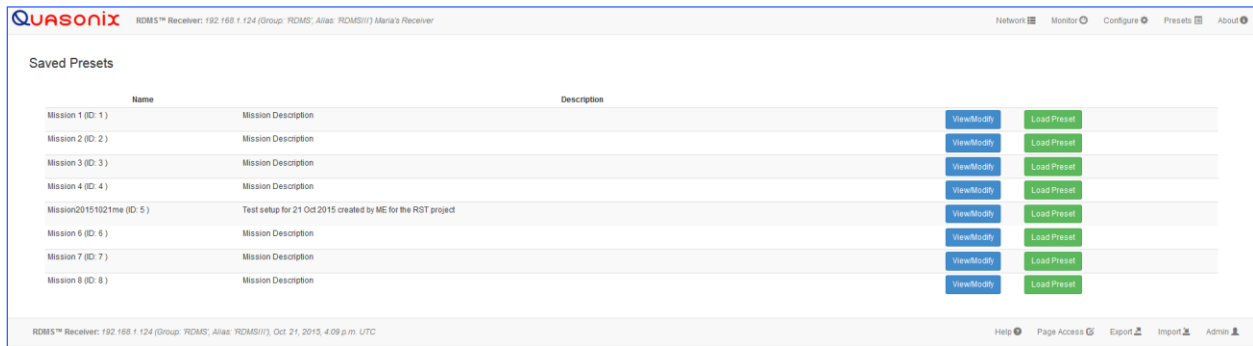 Quasonix RDMS™ Receiver: 192.168.1.124 (Group: 'RDMS', Alias: 'RDMSIII') Maria's Receiver Network Monitor Configure Presets About
Saved Presets
Name Description
Mission 1 (ID: 1 ) Mission Description View/Modify Load Preset
Mission 2 (ID: 2 ) Mission Description View/Modify Load Preset
Mission 3 (ID: 3 ) Mission Description View/Modify Load Preset
Mission 4 (ID: 4 ) Mission Description View/Modify Load Preset
Mission20151021me (ID: 5 ) Test setup for 21 Oct 2015 created by ME for the RST project View/Modify Load Preset
Mission 6 (ID: 6 ) Mission Description View/Modify Load Preset
Mission 7 (ID: 7 ) Mission Description View/Modify Load Preset
Mission 8 (ID: 8 ) Mission Description View/Modify Load Preset
RDMS™ Receiver: 192.168.1.124 (Group: 'RDMS', Alias: 'RDMSIII'), Oct. 21, 2015, 4:09 p.m. UTC Help Page Access Export Import Admin